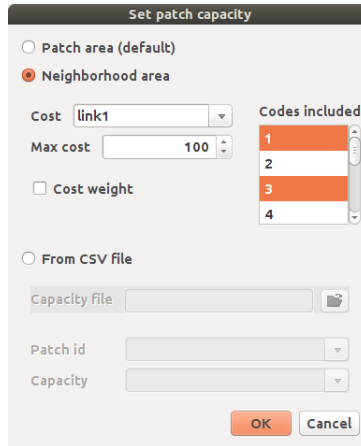 Set patch capacity
Patch area (default)
Neighborhood area
Cost link1
Max cost 100
Cost weight
Codes included
1
2
3
4
From CSV file
Capacity file
Patch id
Capacity
OK Cancel